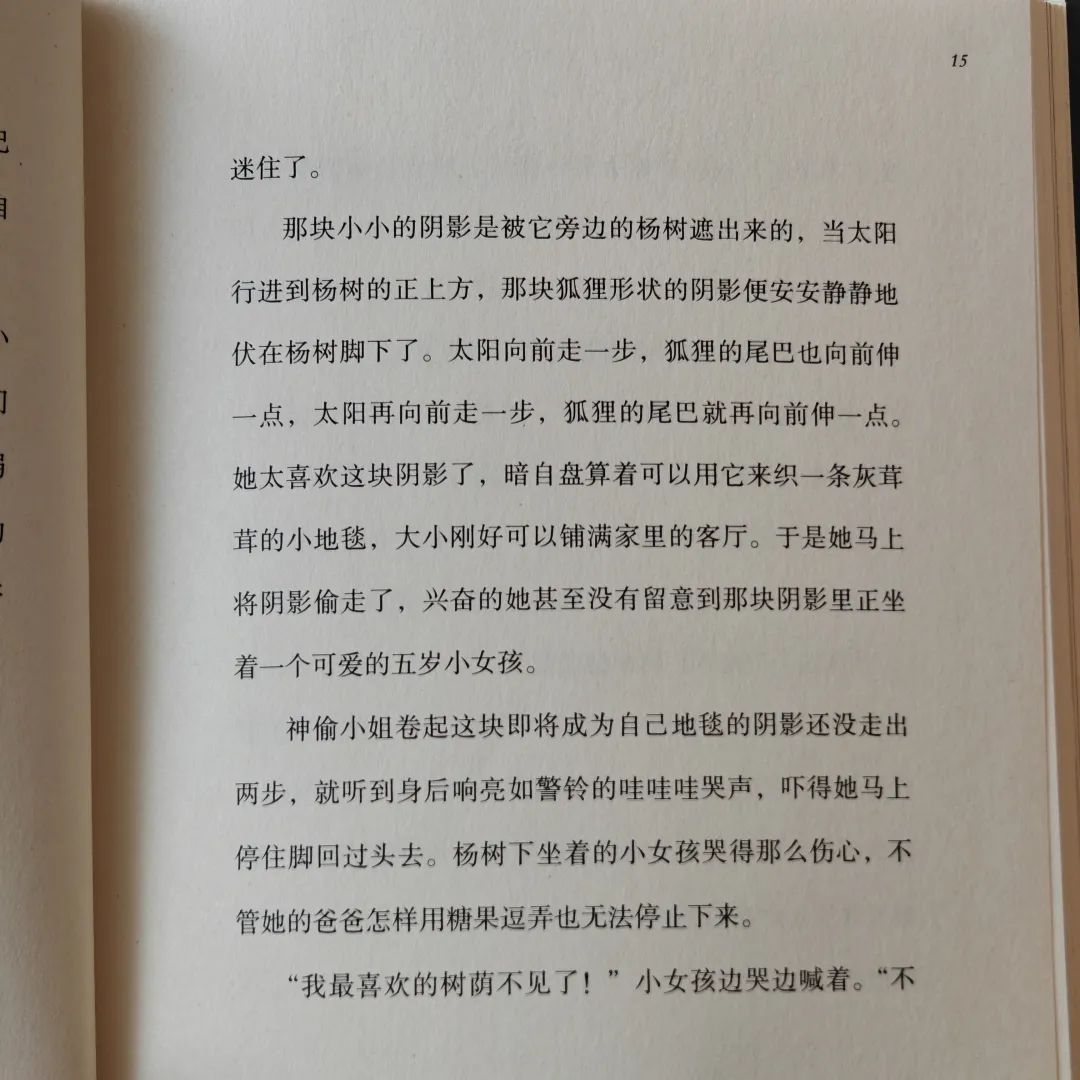 15
迷住了。
那块小小的阴影是被它旁边的杨树遮出来的，当太阳
行进到杨树的正上方，那块狐狸形状的阴影便安安静静地
伏在杨树脚下了。太阳向前走一步，狐狸的尾巴也向前伸
一点，太阳再向前走一步，狐狸的尾巴就再向前伸一点。
她太喜欢这块阴影了，暗自盘算着可以用它来织一条灰茸
茸的小地毯，大小刚好可以铺满家里的客厅。于是她马上
将阴影偷走了，兴奋的她甚至没有留意到那块阴影里正坐
着一个可爱的五岁小女孩。
神偷小姐卷起这块即将成为自己地毯的阴影还没走出
两步，就听到身后响亮如警铃的哇哇哇哭声，吓得她马上
停住脚回过头去。杨树下坐着的小女孩哭得那么伤心，不
管她的爸爸怎样用糖果逗弄也无法停止下来。
“我最喜欢的树荫不见了！”小女孩边哭边喊着。“不